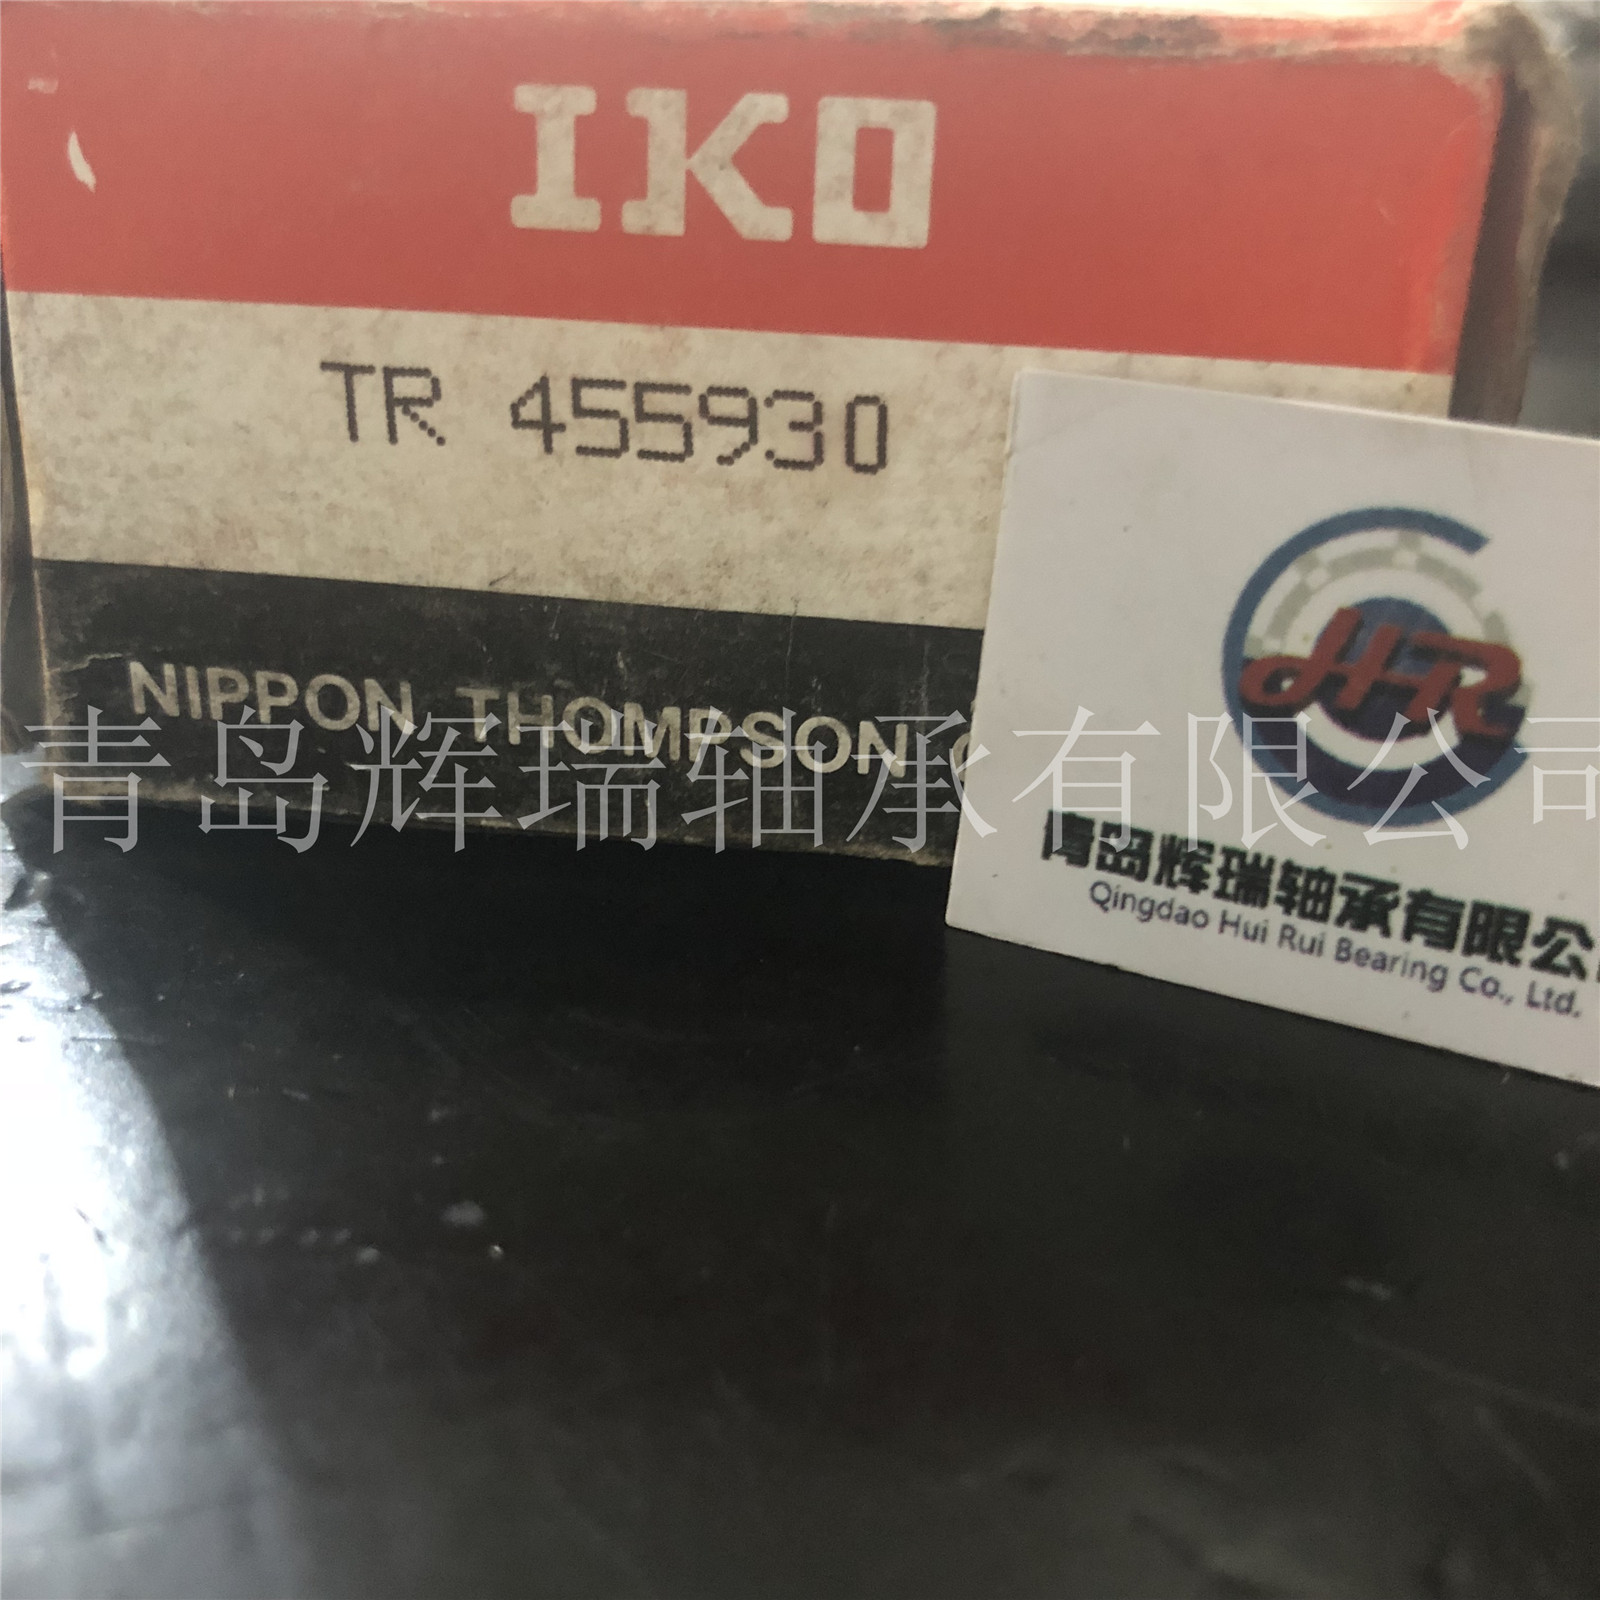 IKO
TR 455930
NIPPON THOMPSON
青岛辉瑞轴承有限公司
HR
青岛辉瑞轴承有限公
Qingdao Hui Rui Bearing Co., Ltd.